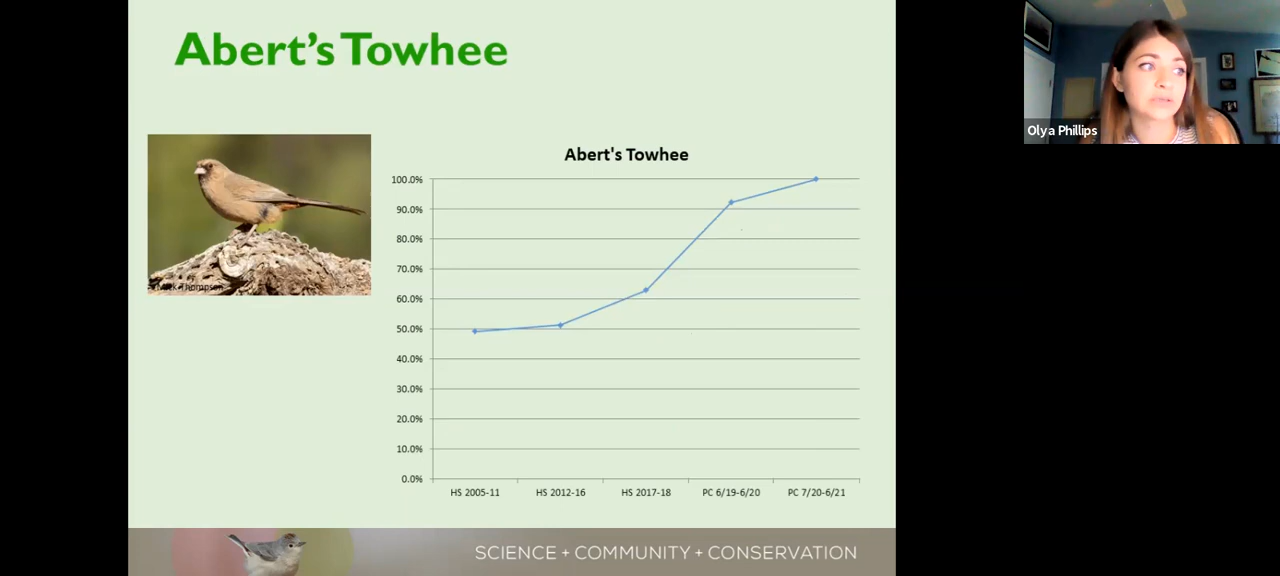 Abert's Towhee
Olya Phillips
Abert's Towhee
100.0%
90.0%
80.0%
70.0%
60.0%
50.0%
40.0%
30.0%
20.0%
10.0%
0.0%
HS 2005-11 HS 2012-16 HS 2017-18 PC 6/19-6/20 PC 7/20-6/21
Mick Thompson
SCIENCE + COMMUNITY + CONSERVATION